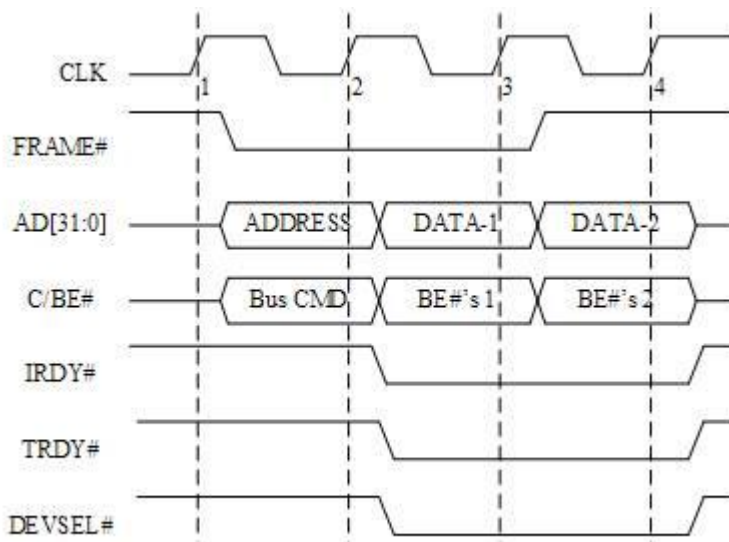 CLK
1 2 3 4
FRAME#
AD[31:0] ADDRESS DATA-1 DATA-2
C/BE# Bus CMD BE#'s 1 BE#'s 2
IRDY#
TRDY#
DEVSEL#